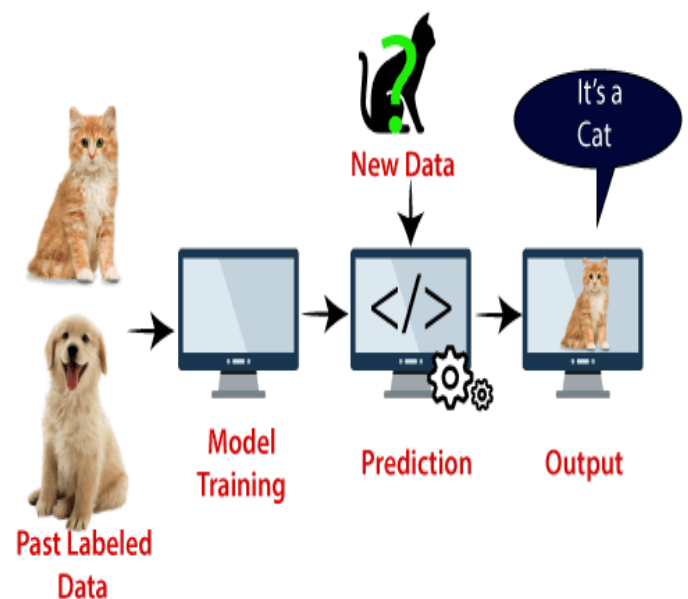 It's a
Cat
?
New Data
</>
Model
Training
Prediction
Output
Past Labeled
Data